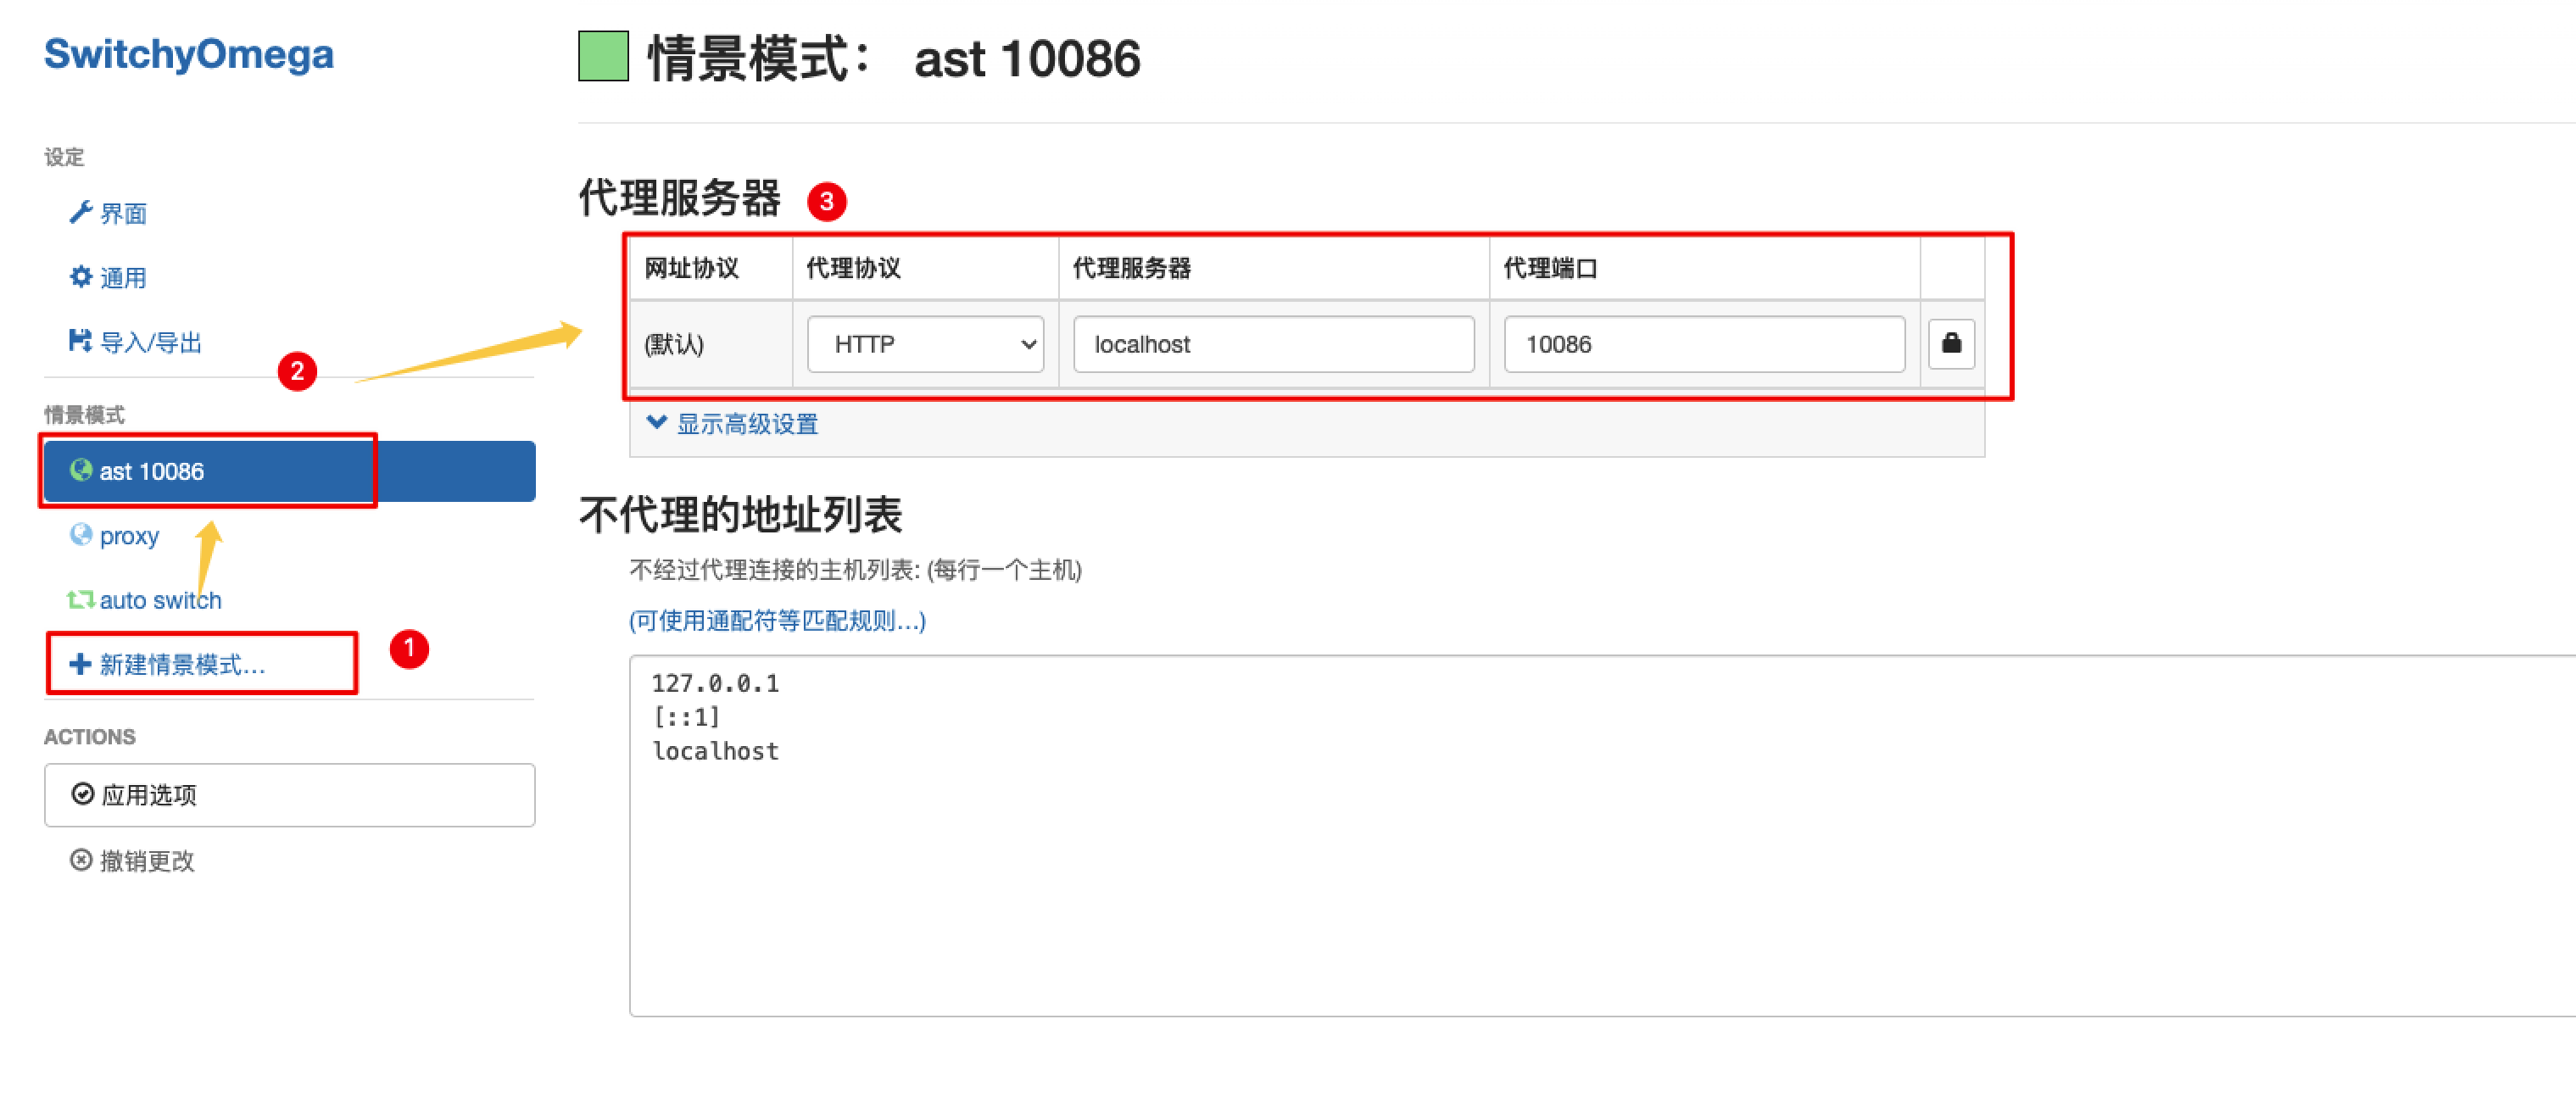 SwitchyOmega
设定
界面
通用
导入/导出
2
情景模式
ast 10086
proxy
auto switch
新建情景模式...
1
ACTIONS
应用选项
撤销更改
情景模式： ast 10086
代理服务器 3
网址协议 代理协议 代理服务器 代理端口
(默认) HTTP localhost 10086
显示高级设置
不代理的地址列表
不经过代理连接的主机列表: (每行一个主机)
(可使用通配符等匹配规则...)
127.0.0.1
[::1]
localhost